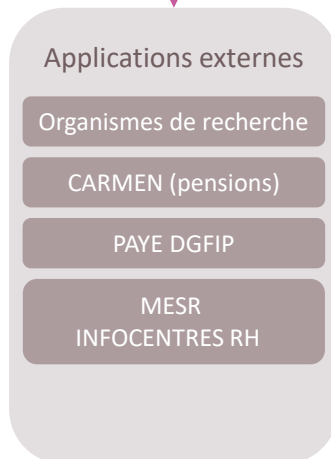 Applications externes
Organismes de recherche
CARMEN (pensions)
PAYE DGFIP
MESR
INFOCENTRES RH